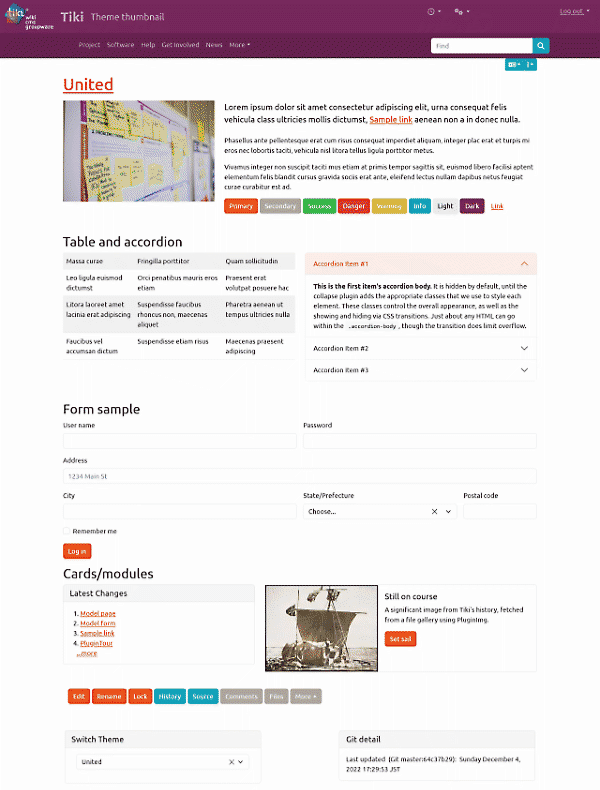 tiki
wiki
cms
groupware
Tiki Theme thumbnail
Log out
Project Software Help Get Involved News More
Find
United
Lorem ipsum dolor sit amet consectetur adipiscing elit, urna consequat felis
vehicula class ultricies mollis dictumst, Sample link aenean non a in donec nulla.
Phasellus ante pellentesque erat cum risus consequat imperdiet aliquam, integer plac erat et turpis mi
eros nec lobortis taciti, vehicula nisl litora tellus ligula porttitor metus.
Vivamus integer non suscipit taciti mus etiam at primis tempor sagittis sit, euismod libero facilisi aptent
elementum felis blandit cursus gravida sociis erat ante, eleifend lectus nullam dapibus netus feugiat
curae curabitur est ad.
Primary Secondary Success Danger Warning Info Light Dark Link
Table and accordion
Massa curae Fringilla porttitor Quam sollicitudin
Leo ligula euismod dictumst Orci penatibus mauris eros etiam Praesent erat volutpat posuere hac
Litora laoreet amet lacinia erat adipiscing Suspendisse faucibus rhoncus non, maecenas aliquet Pharetra aenean ut tempus ultricies nulla
Faucibus vel accumsan dictum Suspendisse etiam risus Maecenas praesent adipiscing
Accordion Item #1
This is the first item's accordion body. It is hidden by default, until the
collapse plugin adds the appropriate classes that we use to style each
element. These classes control the overall appearance, as well as the
showing and hiding via CSS transitions. Just about any HTML can go
within the .accordion-body, though the transition does limit overflow.
Accordion Item #2
Accordion Item #3
Form sample
User name Password
Address
1234 Main St
City State/Prefecture Postal code
Choose...
Remember me
Log in
Cards/modules
Latest Changes
1. Model page
2. Model form
3. Sample link
4. PluginTour
...more
Still on course
A significant image from Tiki's history, fetched
from a file gallery using PluginImg.
Set sail
Edit Rename Lock History Source Comments Files More
Switch Theme
United
Git detail
Last updated (Git master:64c37b29): Sunday December 4,
2022 17:29:53 JST